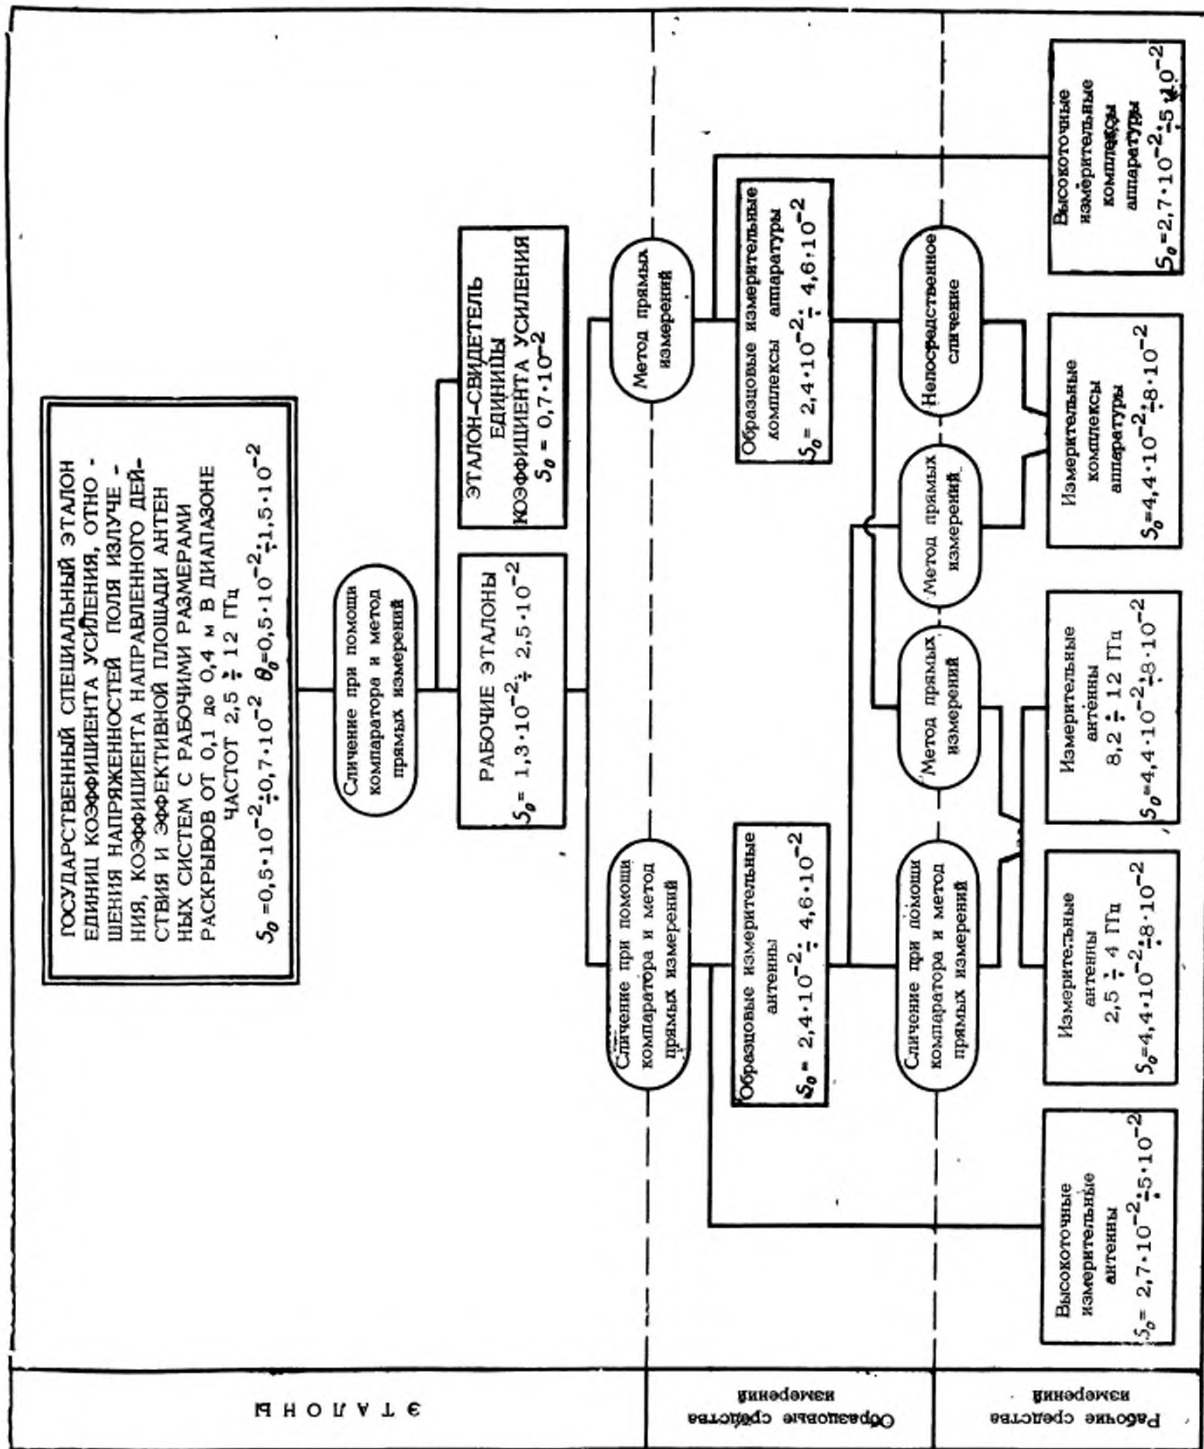 ГОСУДАРСТВЕННЫЙ СПЕЦИАЛЬНЫЙ ЭТАЛОН
ЕДИНИЦ КОЭФФИЦИЕНТА УСИЛЕНИЯ, ОТНО -
ШЕНИЯ НАПРЯЖЕННОСТЕЙ ПОЛЯ ИЗЛУЧЕ -
НИЯ, КОЭФФИЦИЕНТА НАПРАВЛЕННОГО ДЕЙ-
СТВИЯ И ЭФФЕКТИВНОЙ ПЛОЩАДИ АНТЕН
НЫХ СИСТЕМ С РАБОЧИМИ РАЗМЕРАМИ
РАСКРЫВОВ ОТ 0,1 до 0,4 м В ДИАПАЗОНЕ
ЧАСТОТ 2,5 ÷ 12 ГГц
S₀=0,5·10⁻²÷0,7·10⁻² θ₀=0,5·10⁻²÷1,5·10⁻²
Сличение при помощи
компаратора и метод
прямых измерений
РАБОЧИЕ ЭТАЛОНЫ
S₀= 1,3·10⁻²÷ 2,5·10⁻²
ЭТАЛОН-СВИДЕТЕЛЬ
ЕДИНИЦЫ
КОЭФФИЦИЕНТА УСИЛЕНИЯ
S₀ = 0,7·10⁻²
Сличение при помощи
компаратора и метод
прямых измерений
Метод прямых
измерений
Образцовые измерительные
антенны
S₀= 2,4·10⁻²÷ 4,6·10⁻²
Образцовые измерительные
комплексы аппаратуры
S₀= 2,4·10⁻²÷ 4,6·10⁻²
Сличение при помощи
компаратора и метод
прямых измерений
Метод прямых
измерений
Метод прямых
измерений
Непосредственное
сличение
Высокоточные
измерительные
антенны
S₀= 2,7·10⁻²÷5·10⁻²
Измерительные
антенны
2,5 ÷ 4 ГГц
S₀=4,4·10⁻²÷8·10⁻²
Измерительные
антенны
8,2 ÷ 12 ГГц
S₀=4,4·10⁻²÷8·10⁻²
Измерительные
комплексы
аппаратуры
S₀=4,4·10⁻²÷8·10⁻²
Высокоточные
измерительные
комплексы
аппаратуры
S₀=2,7·10⁻²÷5·10⁻²
ЭТАЛОНЫ
Образцовые средства
измерений
Рабочие средства
измерений